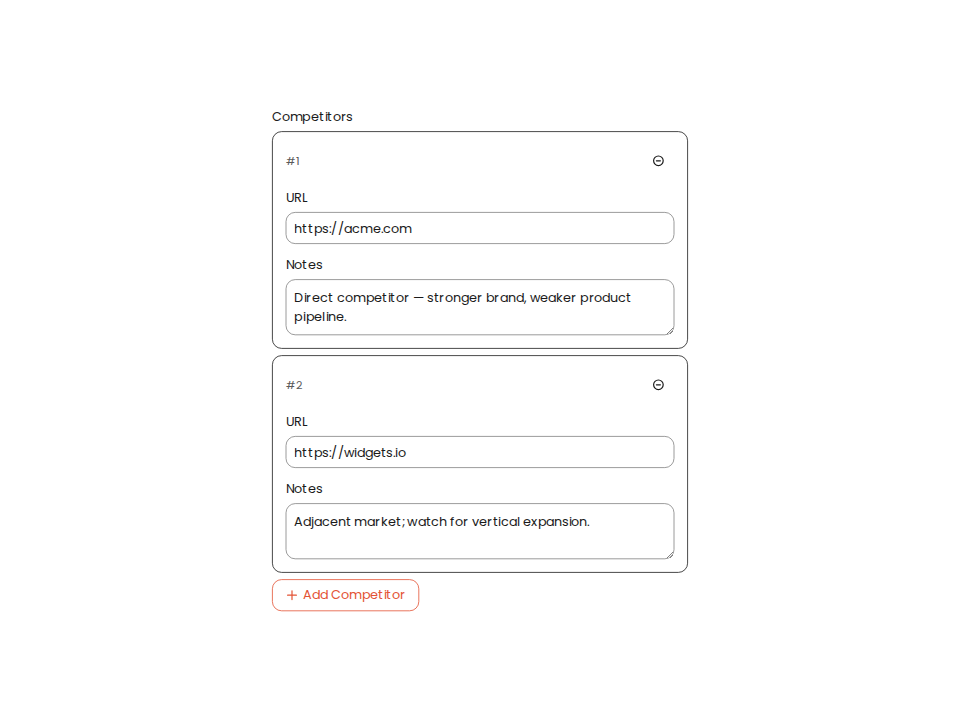 Competitors
#1
URL
https://acme.com
Notes
Direct competitor — stronger brand, weaker product
pipeline.
#2
URL
https://widgets.io
Notes
Adjacent market; watch for vertical expansion.
+ Add Competitor